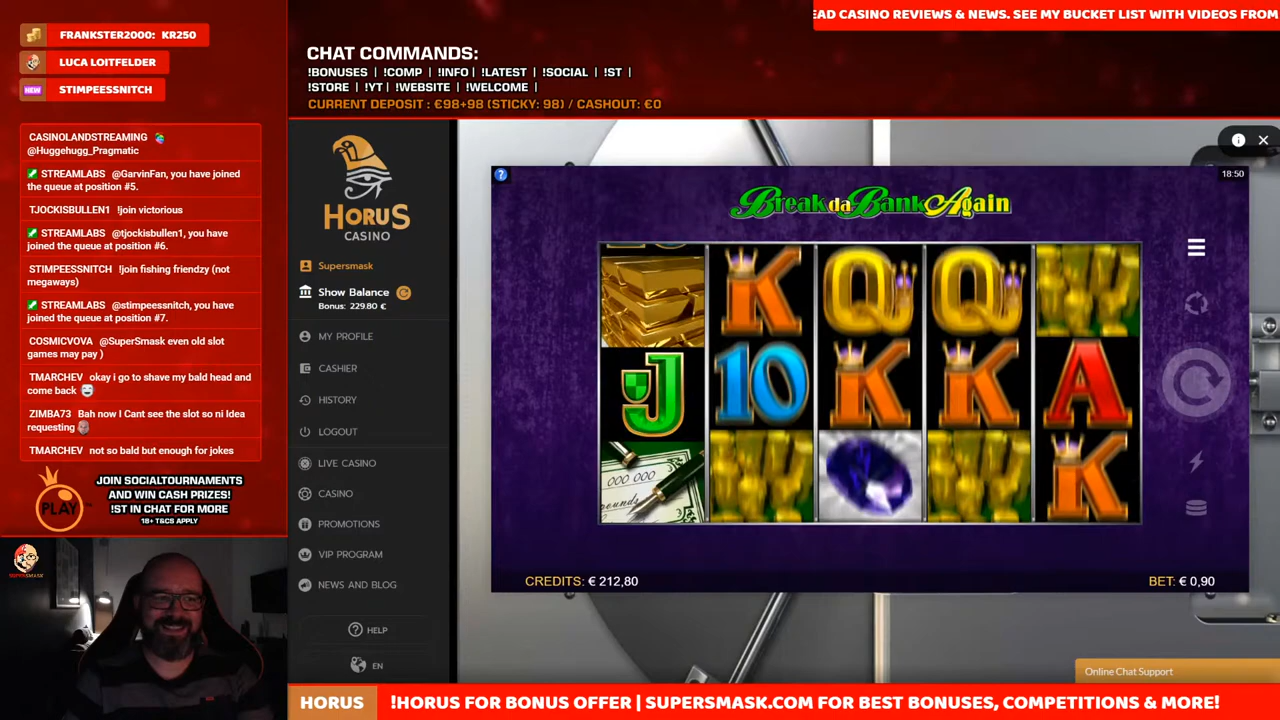 FRANKSTER2000: KR250
LUCA LOITFELDER
NEW
STIMPEESSNITCH
CASINOLANDSTREAMING
@Huggehugg_Pragmatic
STREAMLABS @GarvinFan, you have joined
the queue at position #5.
TJOCKISBULLEN1 !join victorious
STREAMLABS @tjockisbullen1, you have
joined the queue at position #6.
STIMPEESSNITCH !join fishing friendzy (not
megaways)
STREAMLABS @stimpeessnitch, you have
joined the queue at position #7.
COSMICVOVA @SuperSmask even old slot
games may pay )
TMARCHEV okay i go to shave my bald head and
come back
ZIMBA73 Bah now I Cant see the slot so ni Idea
requesting
TMARCHEV not so bald but enough for jokes
PLAY
JOIN SOCIALTOURNAMENTS
AND WIN CASH PRIZES!
!ST IN CHAT FOR MORE
18+ T&CS APPLY
SUPERSMASK
EAD CASINO REVIEWS & NEWS. SEE MY BUCKET LIST WITH VIDEOS FROM
CHAT COMMANDS:
!BONUSES | !COMP | !INFO | !LATEST | !SOCIAL | !ST |
!STORE | !YT | !WEBSITE | !WELCOME |
CURRENT DEPOSIT : €98+98 (STICKY: 98) / CASHOUT: €0
HORUS
CASINO
Supersmask
Show Balance
Bonus: 229.80 €
MY PROFILE
CASHIER
HISTORY
LOGOUT
LIVE CASINO
CASINO
PROMOTIONS
VIP PROGRAM
NEWS AND BLOG
HELP
EN
?
18:50
Break da Bank Again
K Q Q
J 10 K K A
000 000
K
CREDITS: € 212,80
BET: € 0,90
Online Chat Support
HORUS
!HORUS FOR BONUS OFFER | SUPERSMASK.COM FOR BEST BONUSES, COMPETITIONS & MORE!